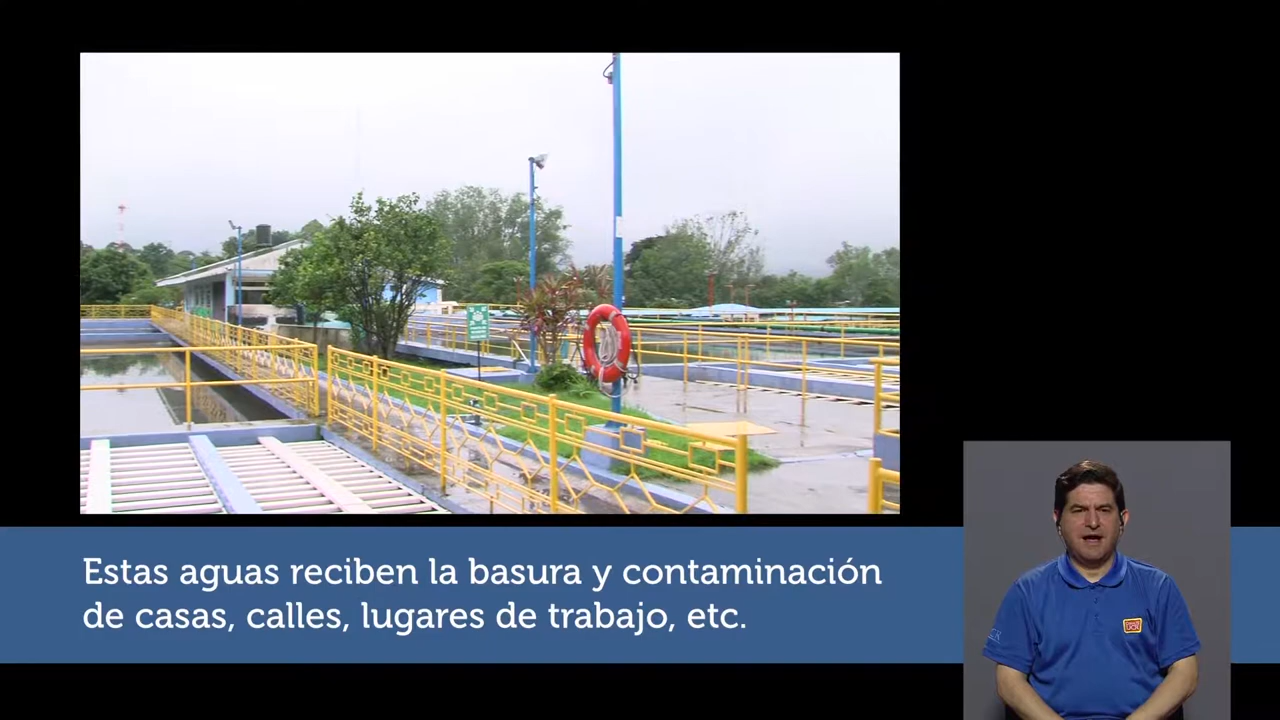 Estas aguas reciben la basura y contaminación
de casas, calles, lugares de trabajo, etc.